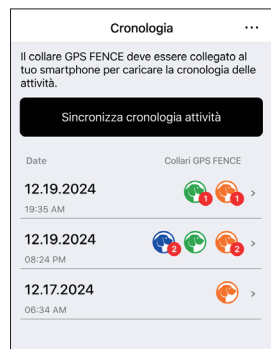 Cronologia ...
Il collare GPS FENCE deve essere collegato al
tuo smartphone per caricare la cronologia delle
attività.
Sincronizza cronologia attività
Date Collari GPS FENCE
12.19.2024 1 1 >
19:35 AM
12.19.2024 2 2 >
08:24 PM
12.17.2024 >
06:34 AM